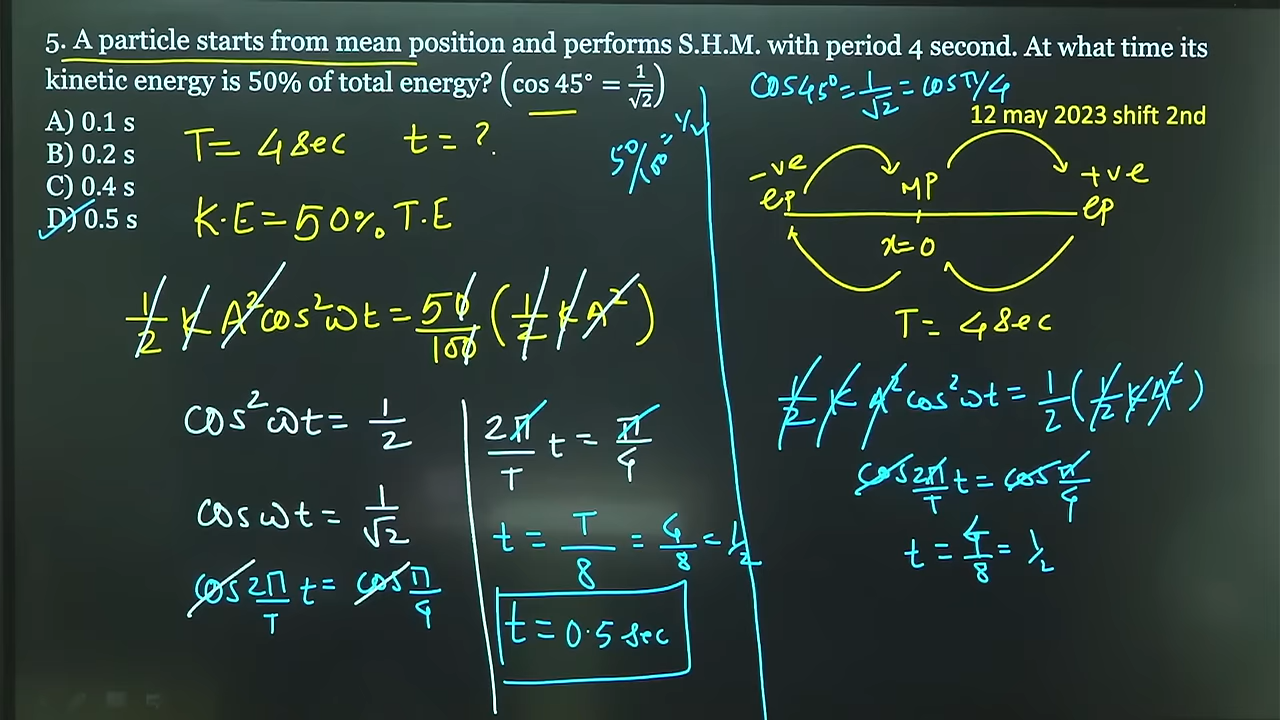 5. A particle starts from mean position and performs S.H.M. with period 4 second. At what time its
kinetic energy is 50% of total energy? (cos 45° = 1/√2)
A) 0.1 s
B) 0.2 s
C) 0.4 s
D) 0.5 s
T = 4 sec t = ?
K.E = 50% T.E
1/2 K A² cos² ωt = 50/100 (1/2 K A²)
cos² ωt = 1/2
cos ωt = 1/√2
cos 2π/T t = cos π/4
2π/T t = π/4
t = T/8 = 4/8 = 1/2
t = 0.5 sec
50/100 = 1/2
cos 45° = 1/√2 = cos π/4
12 may 2023 shift 2nd
-ve
ep
MP
+ve
ep
x = 0
T = 4 sec
1/2 K A² cos² ωt = 1/2 (1/2 K A²)
cos 2π/T t = cos π/4
t = 4/8 = 1/2